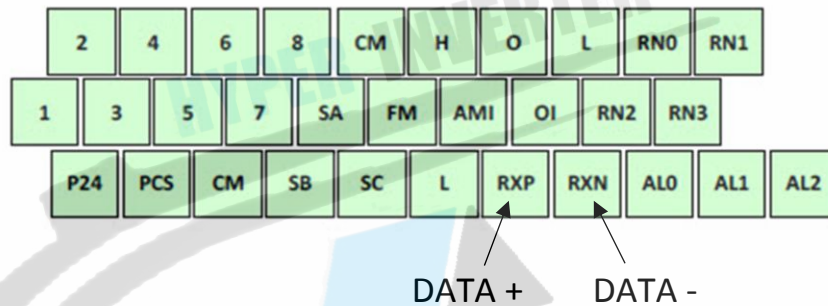 2 4 6 8 CM H O L RN0 RN1
1 3 5 7 SA FM AMI OI RN2 RN3
P24 PCS CM SB SC L RXP RXN AL0 AL1 AL2
DATA + DATA -
HYPER INVERTER